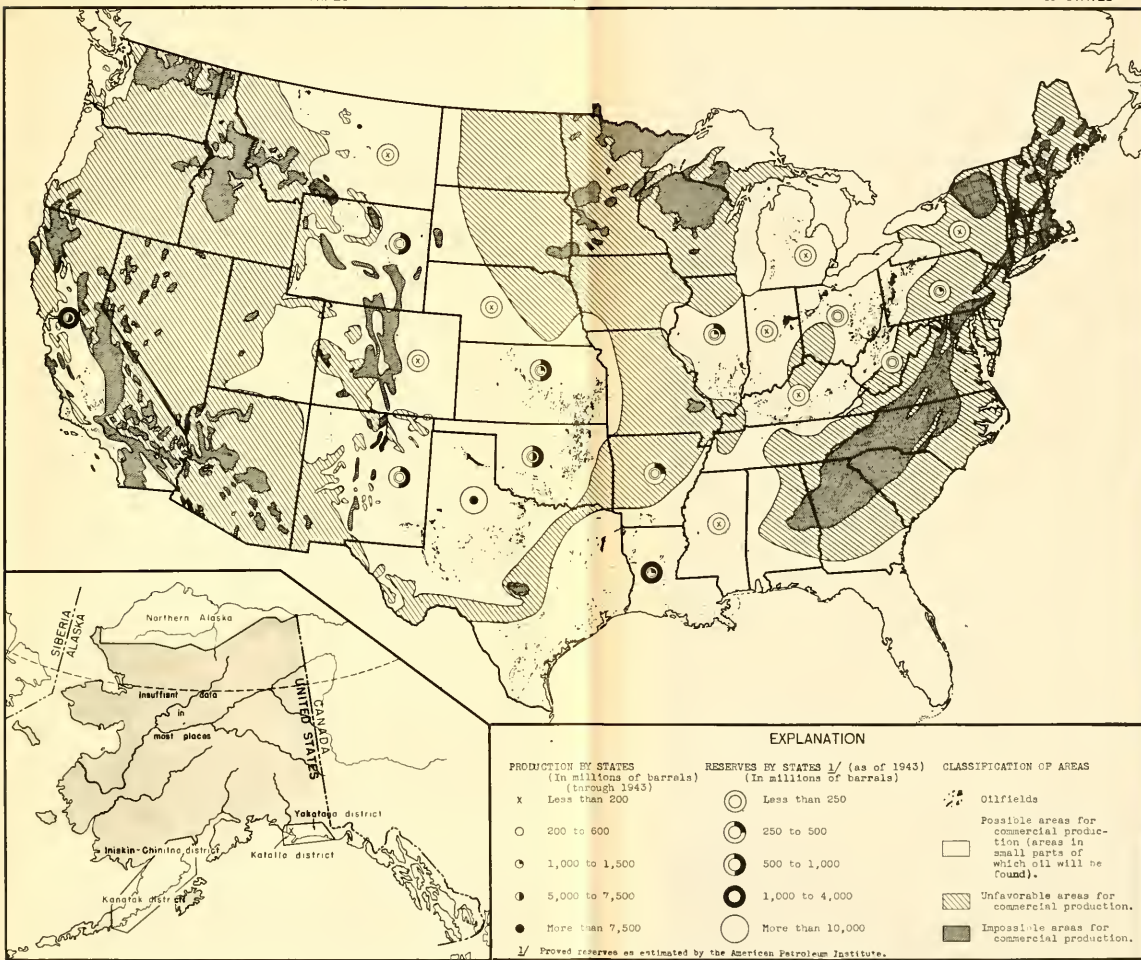 Northern Alaska
SIBERIA
ALASKA
Insuffient data
in
most places
CANADA
UNITED STATES
Yakataga district
Iniskin-Chinitna district
Katalla district
Kanatak district
EXPLANATION
PRODUCTION BY STATES
(In millions of barrels)
(through 1943)
x Less than 200
200 to 600
1,000 to 1,500
5,000 to 7,500
More than 7,500
RESERVES BY STATES 1/ (as of 1943)
(In millions of barrels)
Less than 250
250 to 500
500 to 1,000
1,000 to 4,000
More than 10,000
CLASSIFICATION OF AREAS
Oilfields
Possible areas for
commercial produc-
tion (areas in
small parts of
which oil will be
found).
Unfavorable areas for
commercial production.
Impossible areas for
commercial production.
1/ Proved reserves as estimated by the American Petroleum Institute.